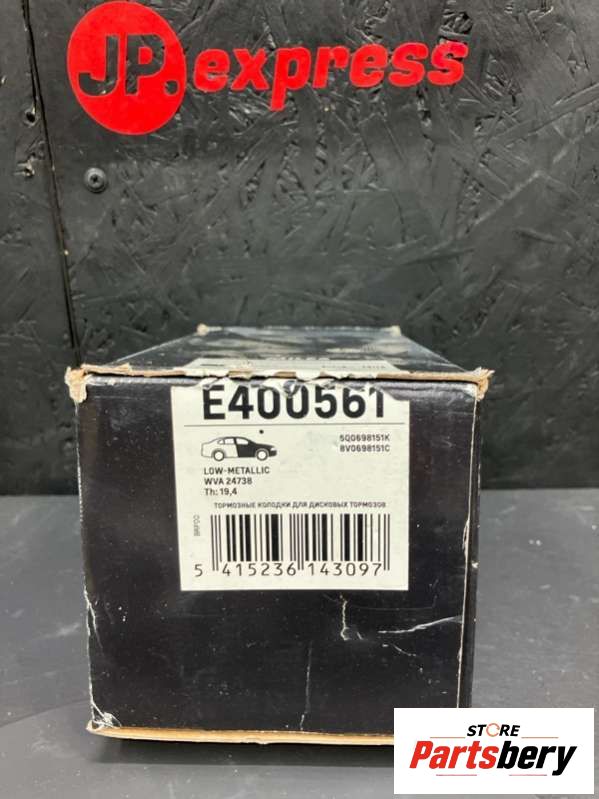 JP.express
E400561
5Q0698151K
8V0698151C
LOW-METALLIC
WVA 24738
Th: 19,4
ТОРМОЗНЫЕ КОЛОДКИ ДЛЯ ДИСКОВЫХ ТОРМОЗОВ
BRP00
5 415236 143097
STORE
Partsbery